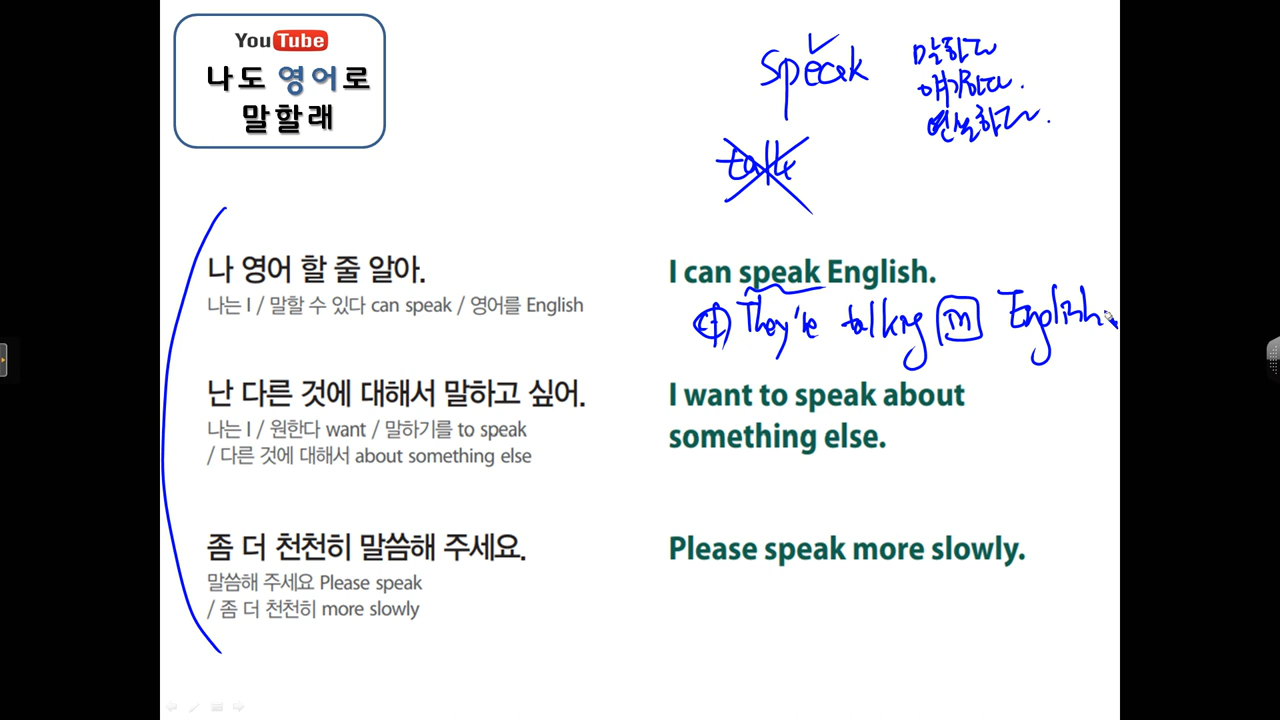 YouTube
나도 영어로
말할래
speak
말하다
얘기하다.
연설하다.
talk
나 영어 할 줄 알아.
나는 I / 말할 수 있다 can speak / 영어를 English
I can speak English.
cf They're talking in English
난 다른 것에 대해서 말하고 싶어.
나는 I / 원한다 want / 말하기를 to speak
/ 다른 것에 대해서 about something else
I want to speak about
something else.
좀 더 천천히 말씀해 주세요.
말씀해 주세요 Please speak
/ 좀 더 천천히 more slowly
Please speak more slowly.